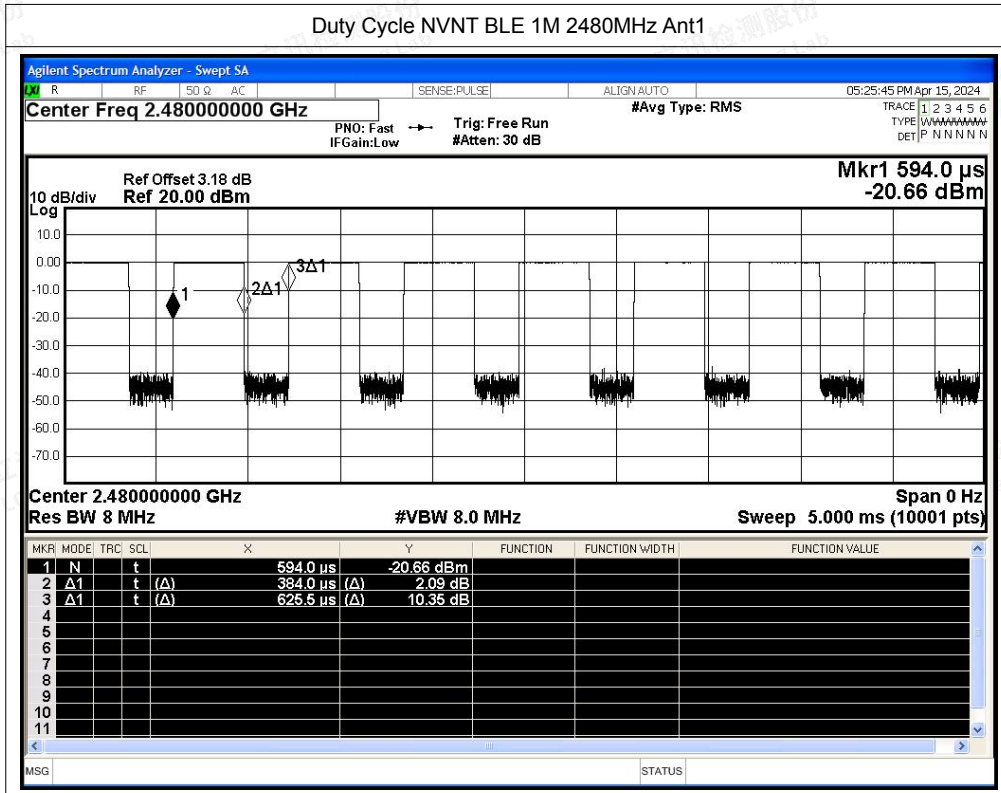 Duty Cycle NVNT BLE 1M 2480MHz Ant1
Agilent Spectrum Analyzer - Swept SA
LXI R RF 50 Ω AC SENSE:PULSE ALIGN AUTO 05:25:45 PM Apr 15, 2024
Center Freq 2.480000000 GHz #Avg Type: RMS TRACE 1 2 3 4 5 6
PNO: Fast Trig: Free Run TYPE WWWWWW
IFGain:Low #Atten: 30 dB DET P N N N N N
Mkr1 594.0 µs
Ref Offset 3.18 dB -20.66 dBm
10 dB/div Ref 20.00 dBm
Log
10.0
0.00
3Δ1
-10.0
1 2Δ1
-20.0
-30.0
-40.0
-50.0
-60.0
-70.0
Center 2.480000000 GHz Span 0 Hz
Res BW 8 MHz #VBW 8.0 MHz Sweep 5.000 ms (10001 pts)
MKR MODE TRC SCL X Y FUNCTION FUNCTION WIDTH FUNCTION VALUE
1 N t 594.0 µs -20.66 dBm
2 Δ1 t (Δ) 384.0 µs (Δ) 2.09 dB
3 Δ1 t (Δ) 625.5 µs (Δ) 10.35 dB
4
5
6
7
8
9
10
11
MSG STATUS